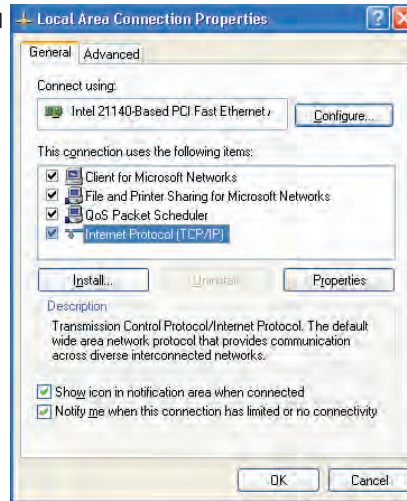 Local Area Connection Properties
General Advanced
Connect using:
Intel 21140-Based PCI Fast Ethernet
Configure...
This connection uses the following items:
Client for Microsoft Networks
File and Printer Sharing for Microsoft Networks
QoS Packet Scheduler
Internet Protocol (TCP/IP)
Install... Uninstall Properties
Description
Transmission Control Protocol/Internet Protocol. The default
wide area network protocol that provides communication
across diverse interconnected networks.
Show icon in notification area when connected
Notify me when this connection has limited or no connectivity
OK Cancel